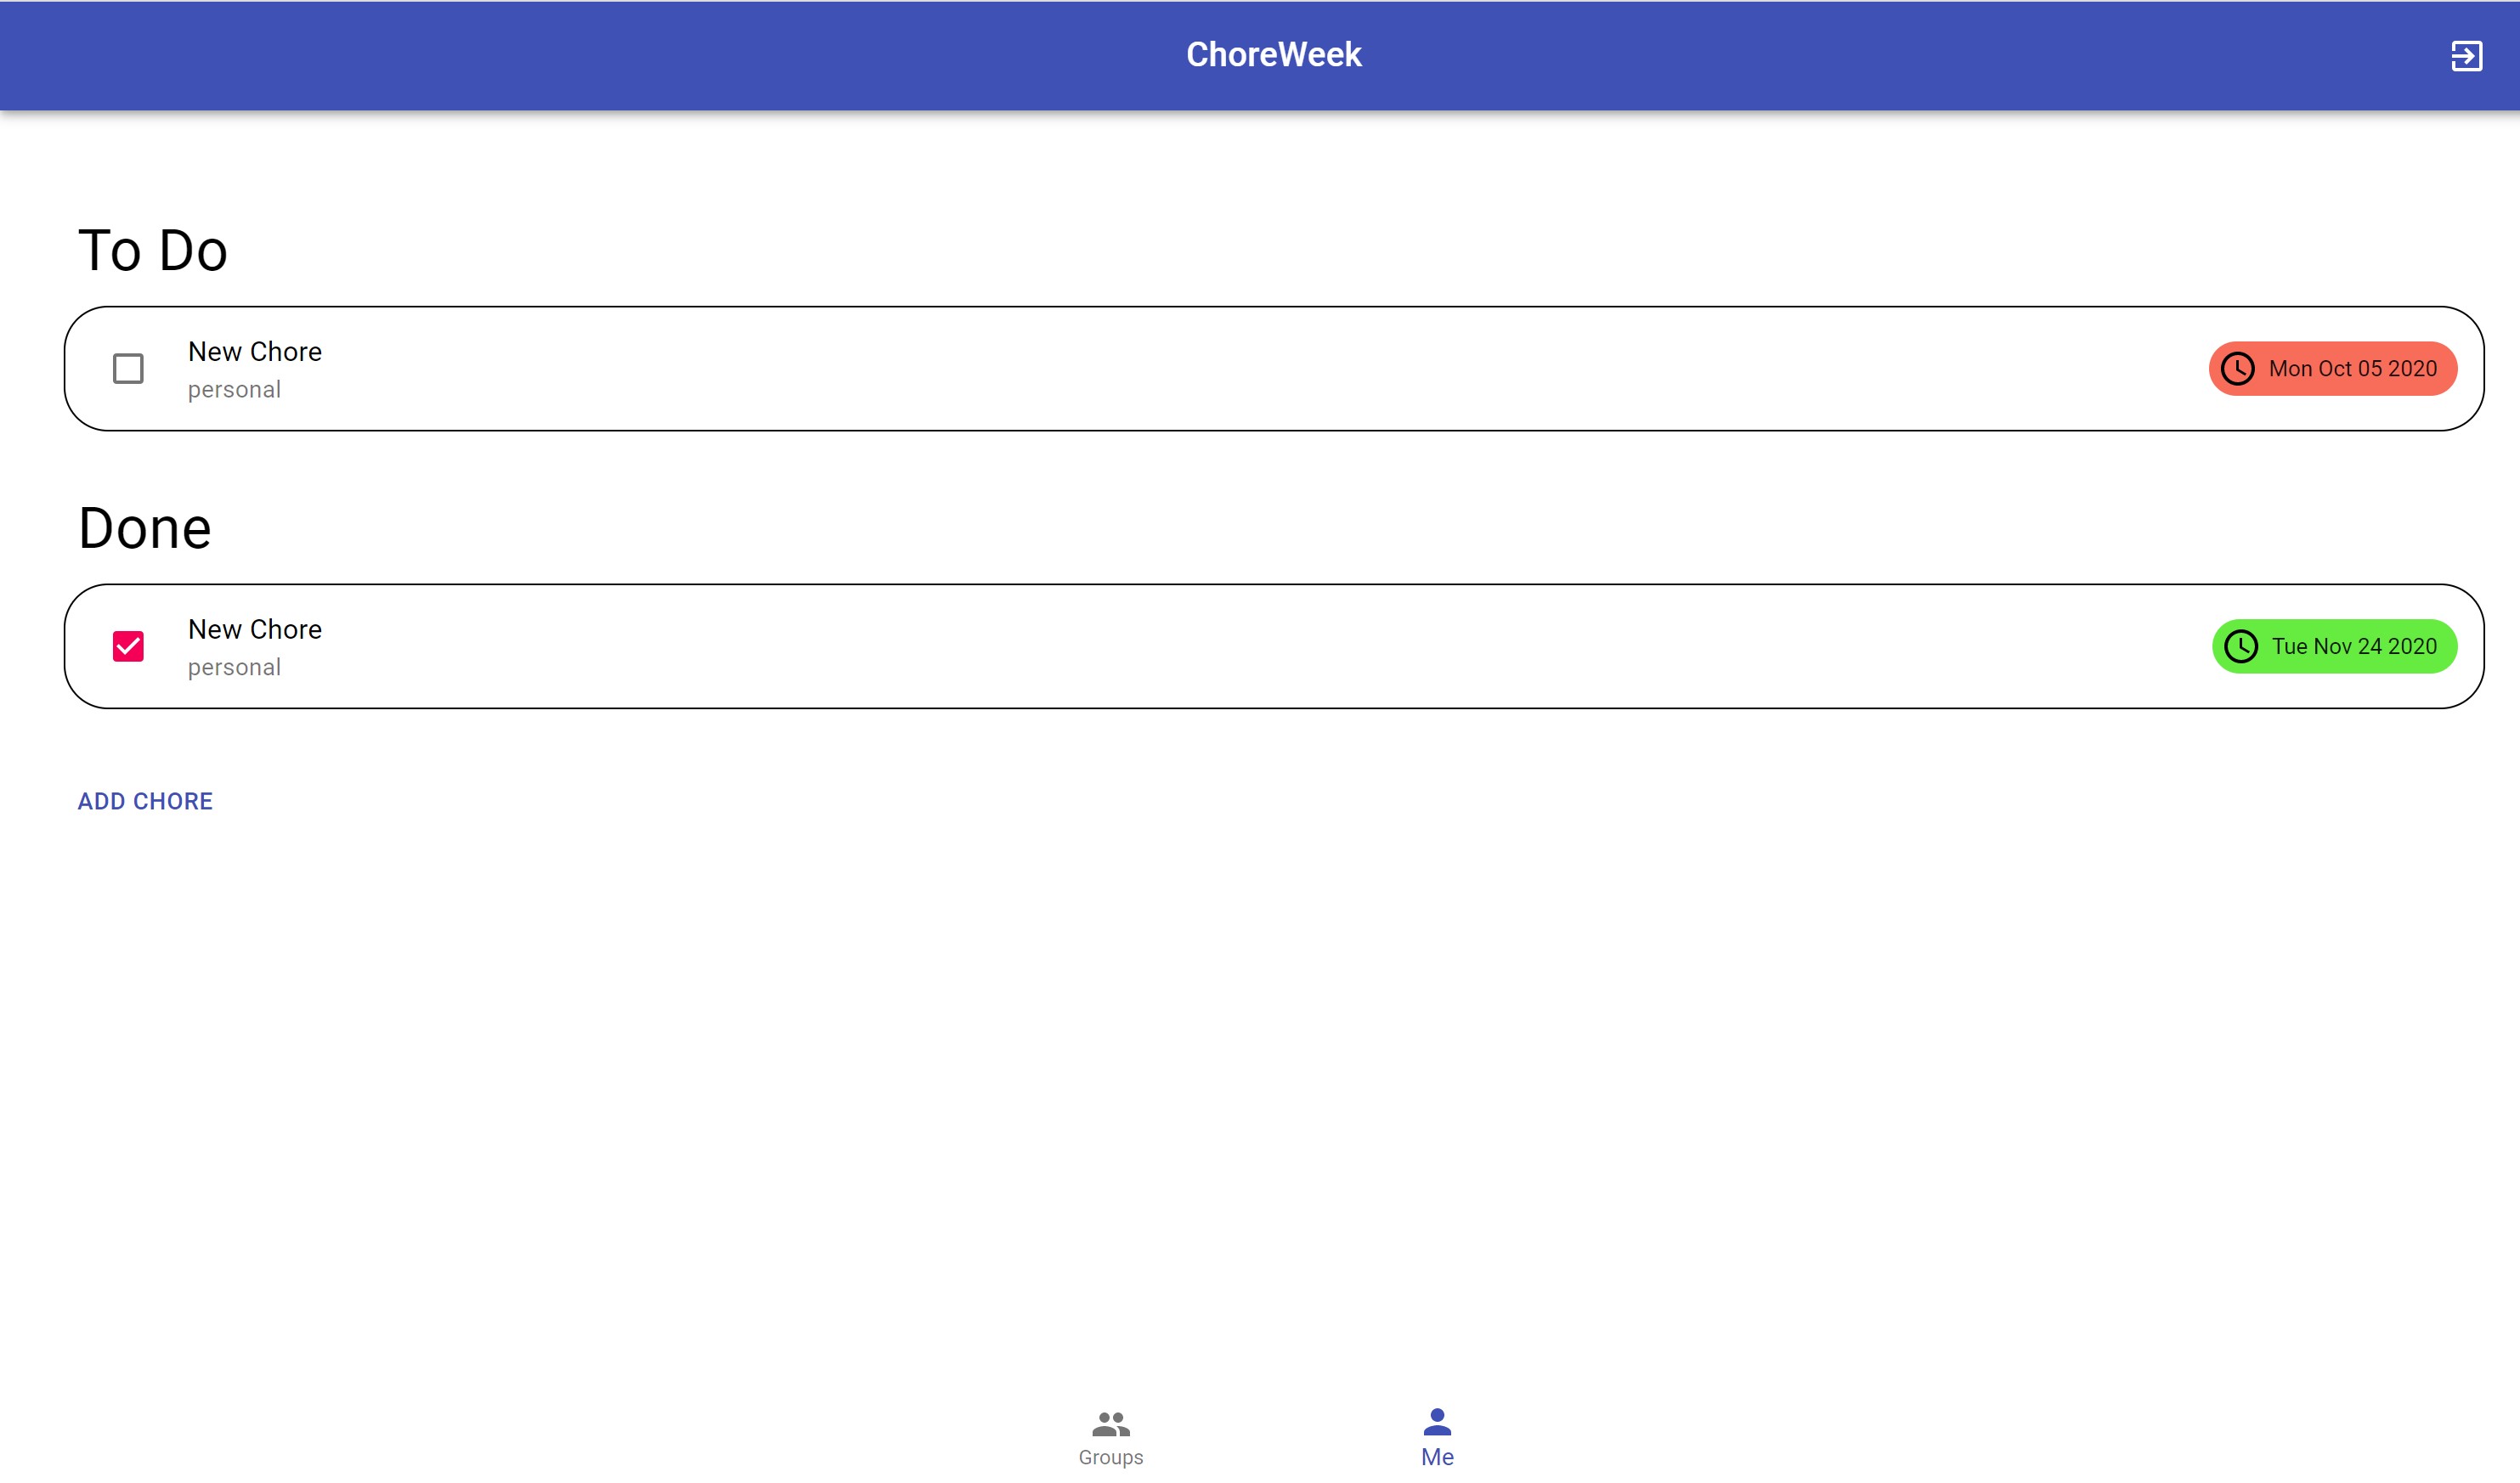 ChoreWeek
To Do
New Chore
personal
Mon Oct 05 2020
Done
New Chore
personal
Tue Nov 24 2020
ADD CHORE
Groups
Me